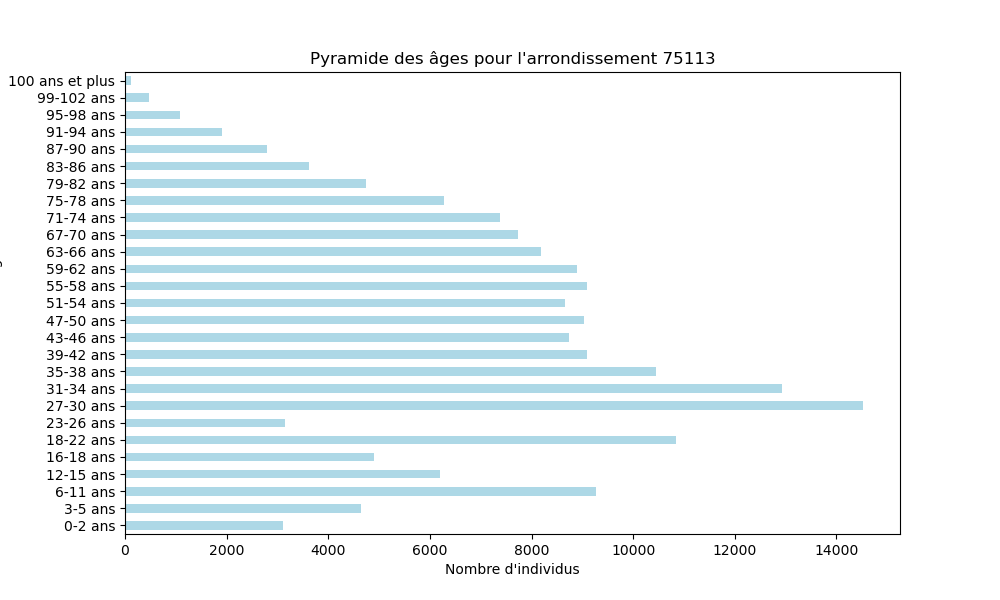 Pyramide des âges pour l'arrondissement 75113
100 ans et plus
99-102 ans
95-98 ans
91-94 ans
87-90 ans
83-86 ans
79-82 ans
75-78 ans
71-74 ans
67-70 ans
63-66 ans
59-62 ans
55-58 ans
51-54 ans
47-50 ans
43-46 ans
39-42 ans
35-38 ans
31-34 ans
27-30 ans
23-26 ans
18-22 ans
16-18 ans
12-15 ans
6-11 ans
3-5 ans
0-2 ans
0 2000 4000 6000 8000 10000 12000 14000
Nombre d'individus